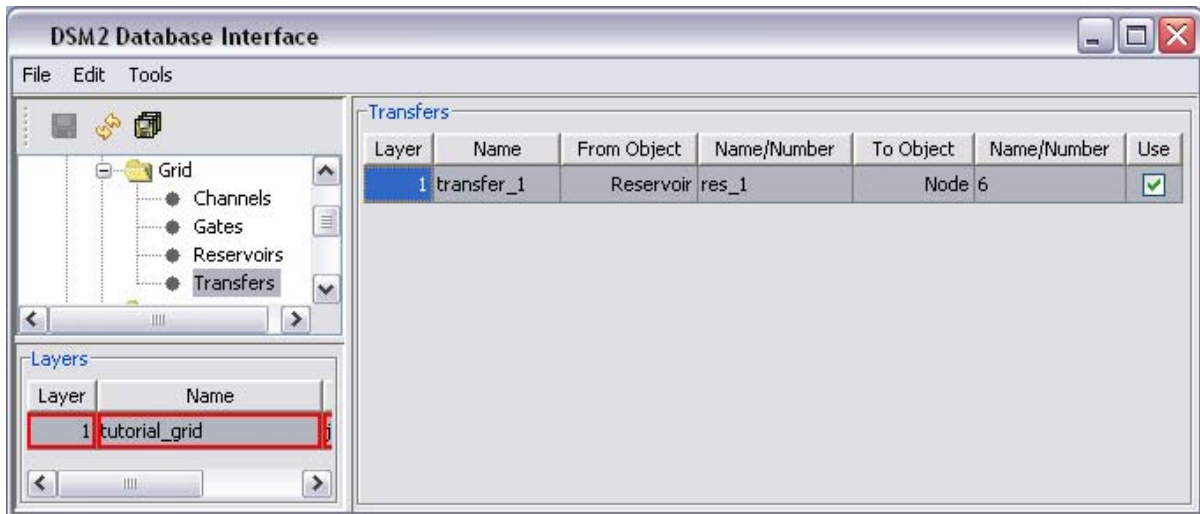 DSM2 Database Interface
File Edit Tools
Grid
Channels
Gates
Reservoirs
Transfers
Layers
Layer Name
1 tutorial_grid
Transfers
Layer Name From Object Name/Number To Object Name/Number Use
1 transfer_1 Reservoir res_1 Node 6